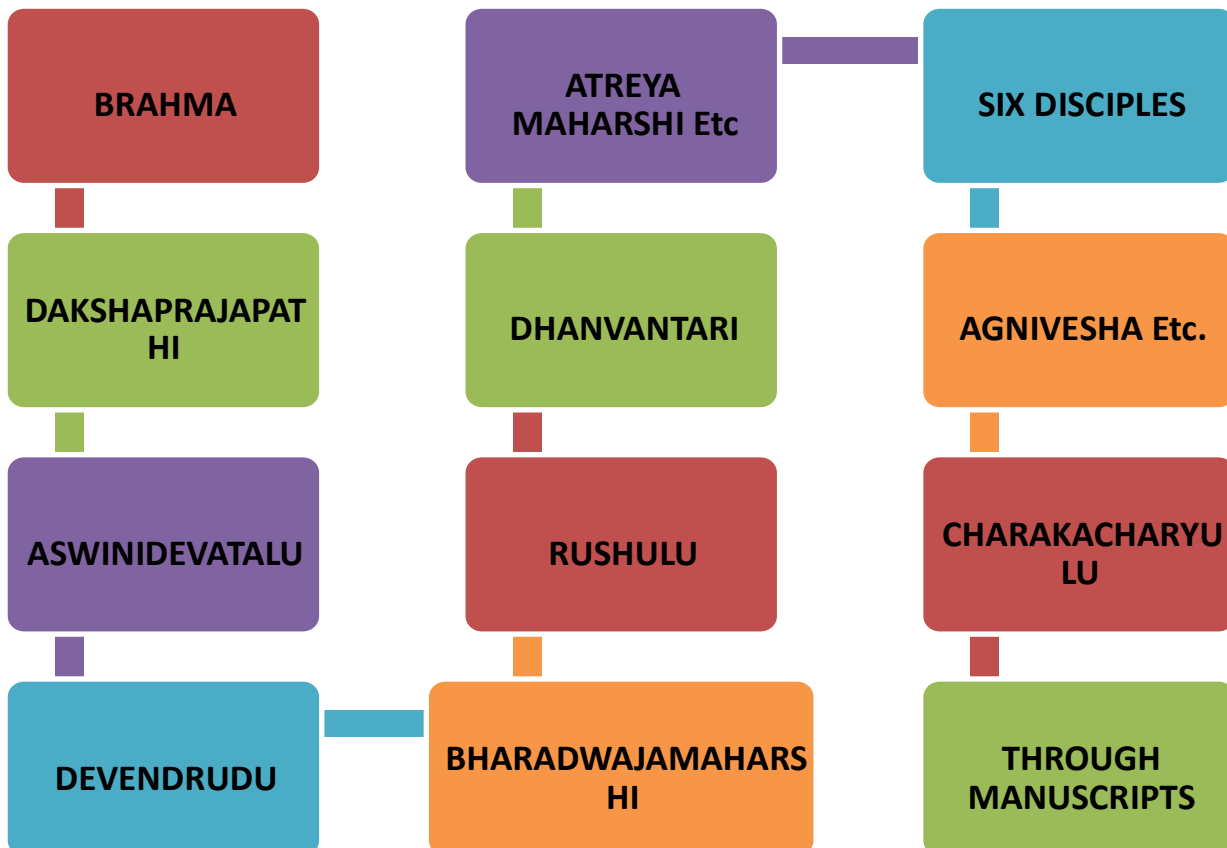 BRAHMA
DAKSHAPRAJAPAT
HI
ASWINIDEVATALU
DEVENDRUDU
BHARADWAJAMAHARS
HI
RUSHULU
DHANVANTARI
ATREYA
MAHARSHI Etc
SIX DISCIPLES
AGNIVESHA Etc.
CHARAKACHARYU
LU
THROUGH
MANUSCRIPTS